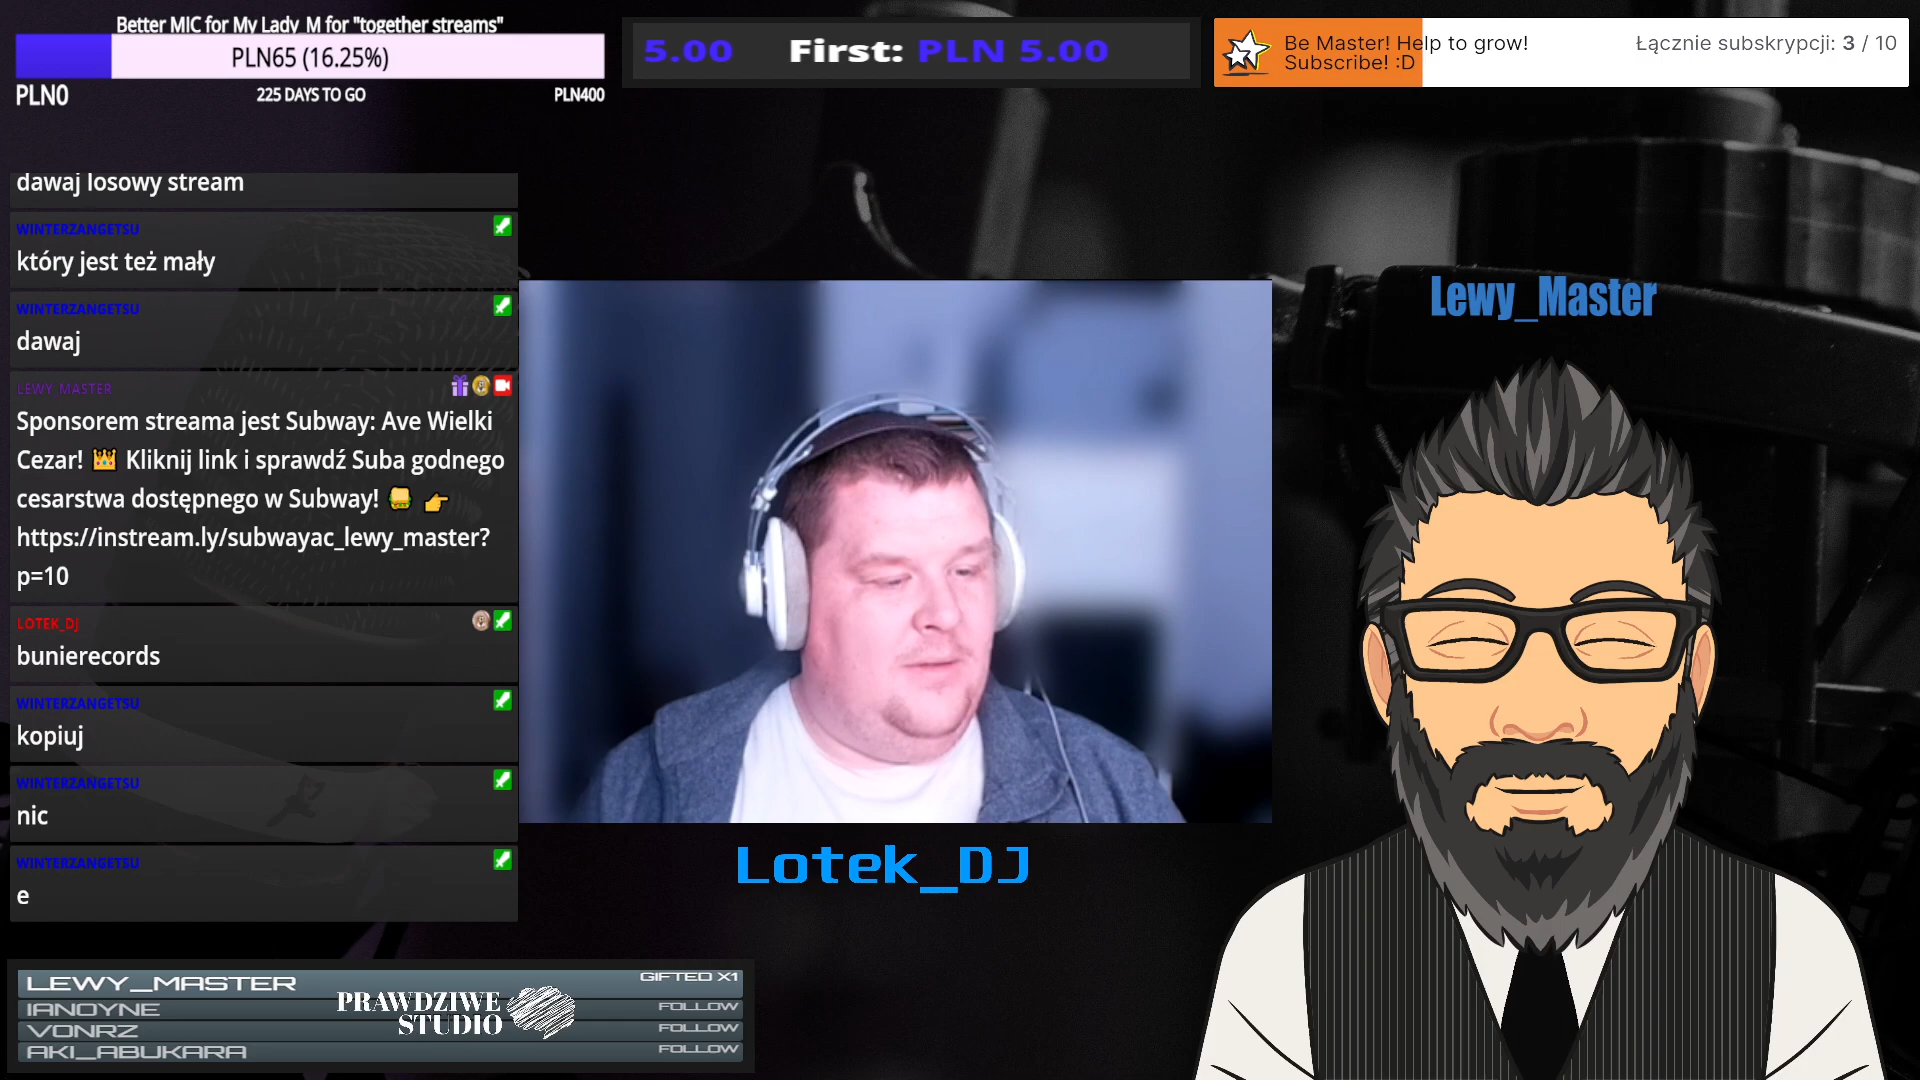 Better MIC for My Lady_M for "together streams"
PLN65 (16.25%)
PLN0
225 DAYS TO GO
PLN400
5.00 First: PLN 5.00
Be Master! Help to grow!
Subscribe! :D
Łącznie subskrypcji: 3 / 10
dawaj losowy stream
WINTERZANGETSU
który jest też mały
WINTERZANGETSU
dawaj
LEWY_MASTER
Sponsorem streama jest Subway: Ave Wielki
Cezar! 👑 Kliknij link i sprawdź Suba godnego
cesarstwa dostępnego w Subway! 🥪 👉
https://instream.ly/subwayac_lewy_master?
p=10
LOTEK_DJ
bunierecords
WINTERZANGETSU
kopiuj
WINTERZANGETSU
nic
WINTERZANGETSU
e
Lotek_DJ
Lewy_Master
LEWY_MASTER GIFTED X1
IANOYNE FOLLOW
VONRZ FOLLOW
AKI_ABUKARA FOLLOW
PRAWDZIWE
STUDIO